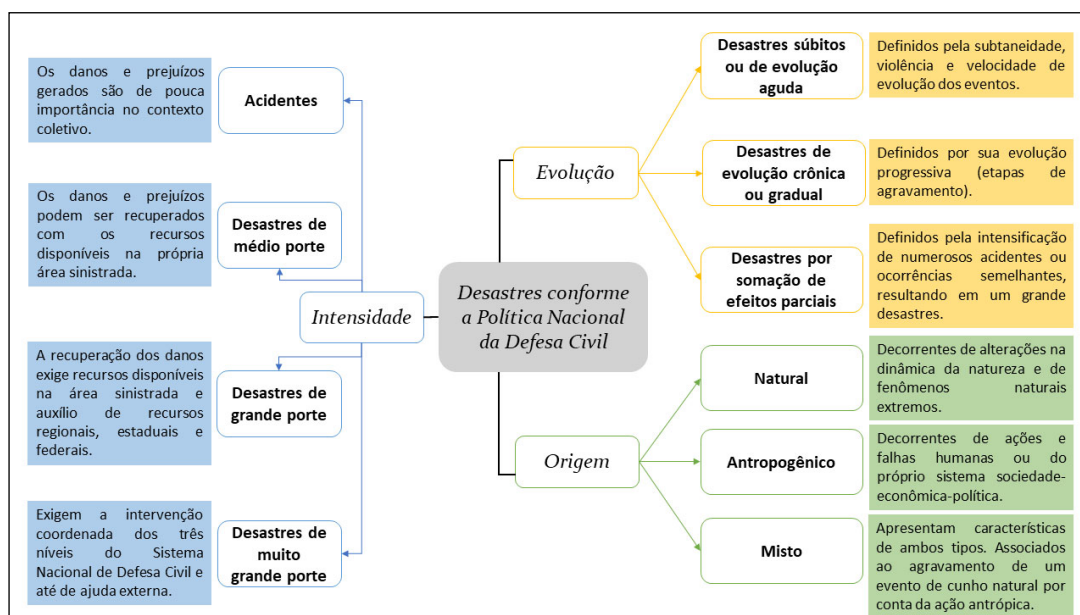 Desastres conforme
a Política Nacional
da Defesa Civil
Intensidade
Acidentes
Os danos e prejuízos
gerados são de pouca
importância no contexto
coletivo.
Desastres de
médio porte
Os danos e prejuízos
podem ser recuperados
com os recursos
disponíveis na própria
área sinistrada.
Desastres de
grande porte
A recuperação dos danos
exige recursos disponíveis
na área sinistrada e
auxílio de recursos
regionais, estaduais e
federais.
Desastres de
muito
grande porte
Exigem a intervenção
coordenada dos três
níveis do Sistema
Nacional de Defesa Civil e
até de ajuda externa.
Evolução
Desastres súbitos
ou de evolução
aguda
Definidos pela subtaneidade,
violência e velocidade de
evolução dos eventos.
Desastres de
evolução crônica
ou gradual
Definidos por sua evolução
progressiva (etapas de
agravamento).
Desastres por
somação de
efeitos parciais
Definidos pela intensificação
de numerosos acidentes ou
ocorrências semelhantes,
resultando em um grande
desastres.
Origem
Natural
Decorrentes de alterações na
dinâmica da natureza e de
fenômenos naturais
extremos.
Antropogênico
Decorrentes de ações e
falhas humanas ou do
próprio sistema sociedade-
econômica-política.
Misto
Apresentam características
de ambos tipos. Associados
ao agravamento de um
evento de cunho natural por
conta da ação antrópica.